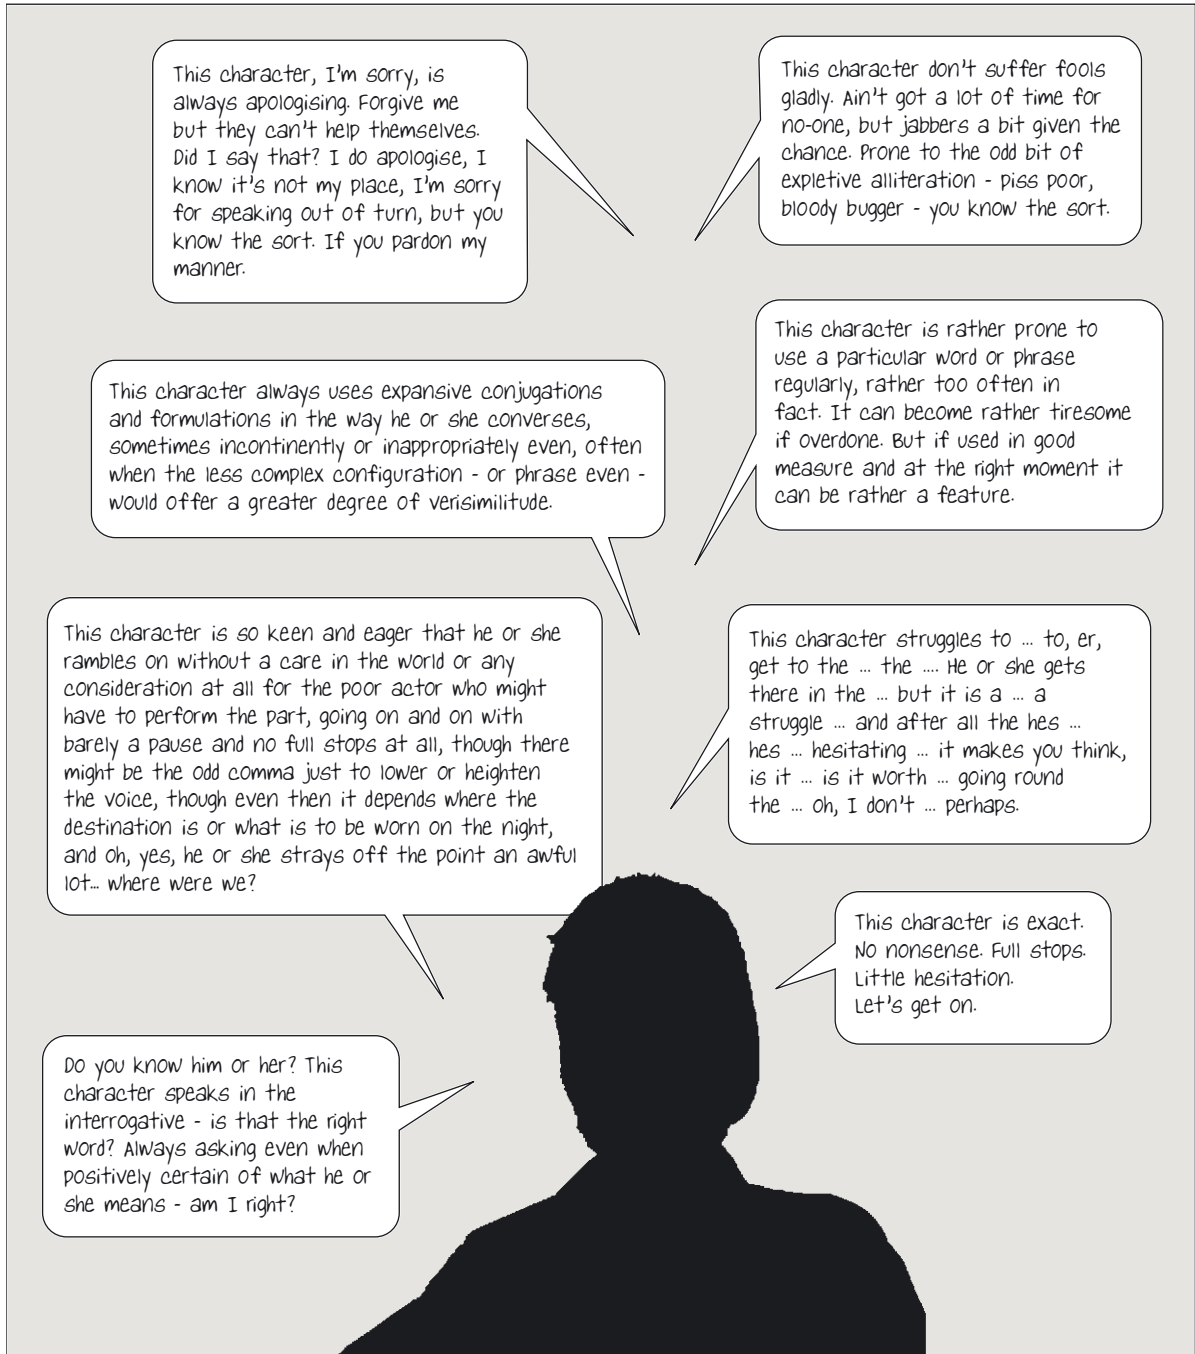 This character, I'm sorry, is
always apologising. Forgive me
but they can't help themselves.
Did I say that? I do apologise, I
know it's not my place, I'm sorry
for speaking out of turn, but you
know the sort. If you pardon my
manner.
This character don't suffer fools
gladly. Ain't got a lot of time for
no-one, but jabbers a bit given the
chance. Prone to the odd bit of
expletive alliteration - piss poor,
bloody bugger - you know the sort.
This character always uses expansive conjugations
and formulations in the way he or she converses,
sometimes incontinently or inappropriately even, often
when the less complex configuration - or phrase even -
would offer a greater degree of verisimilitude.
This character is rather prone to
use a particular word or phrase
regularly, rather too often in
fact. It can become rather tiresome
if overdone. But if used in good
measure and at the right moment it
can be rather a feature.
This character is so keen and eager that he or she
rambles on without a care in the world or any
consideration at all for the poor actor who might
have to perform the part, going on and on with
barely a pause and no full stops at all, though there
might be the odd comma just to lower or heighten
the voice, though even then it depends where the
destination is or what is to be worn on the night,
and oh, yes, he or she strays off the point an awful
lot... where were we?
This character struggles to ... to, er,
get to the ... the .... He or she gets
there in the ... but it is a ... a
struggle ... and after all the hes ...
hes ... hesitating ... it makes you think,
is it ... is it worth ... going round
the ... oh, I don't ... perhaps.
This character is exact.
No nonsense. Full stops.
Little hesitation.
Let's get on.
Do you know him or her? This
character speaks in the
interrogative - is that the right
word? Always asking even when
positively certain of what he or
she means - am I right?